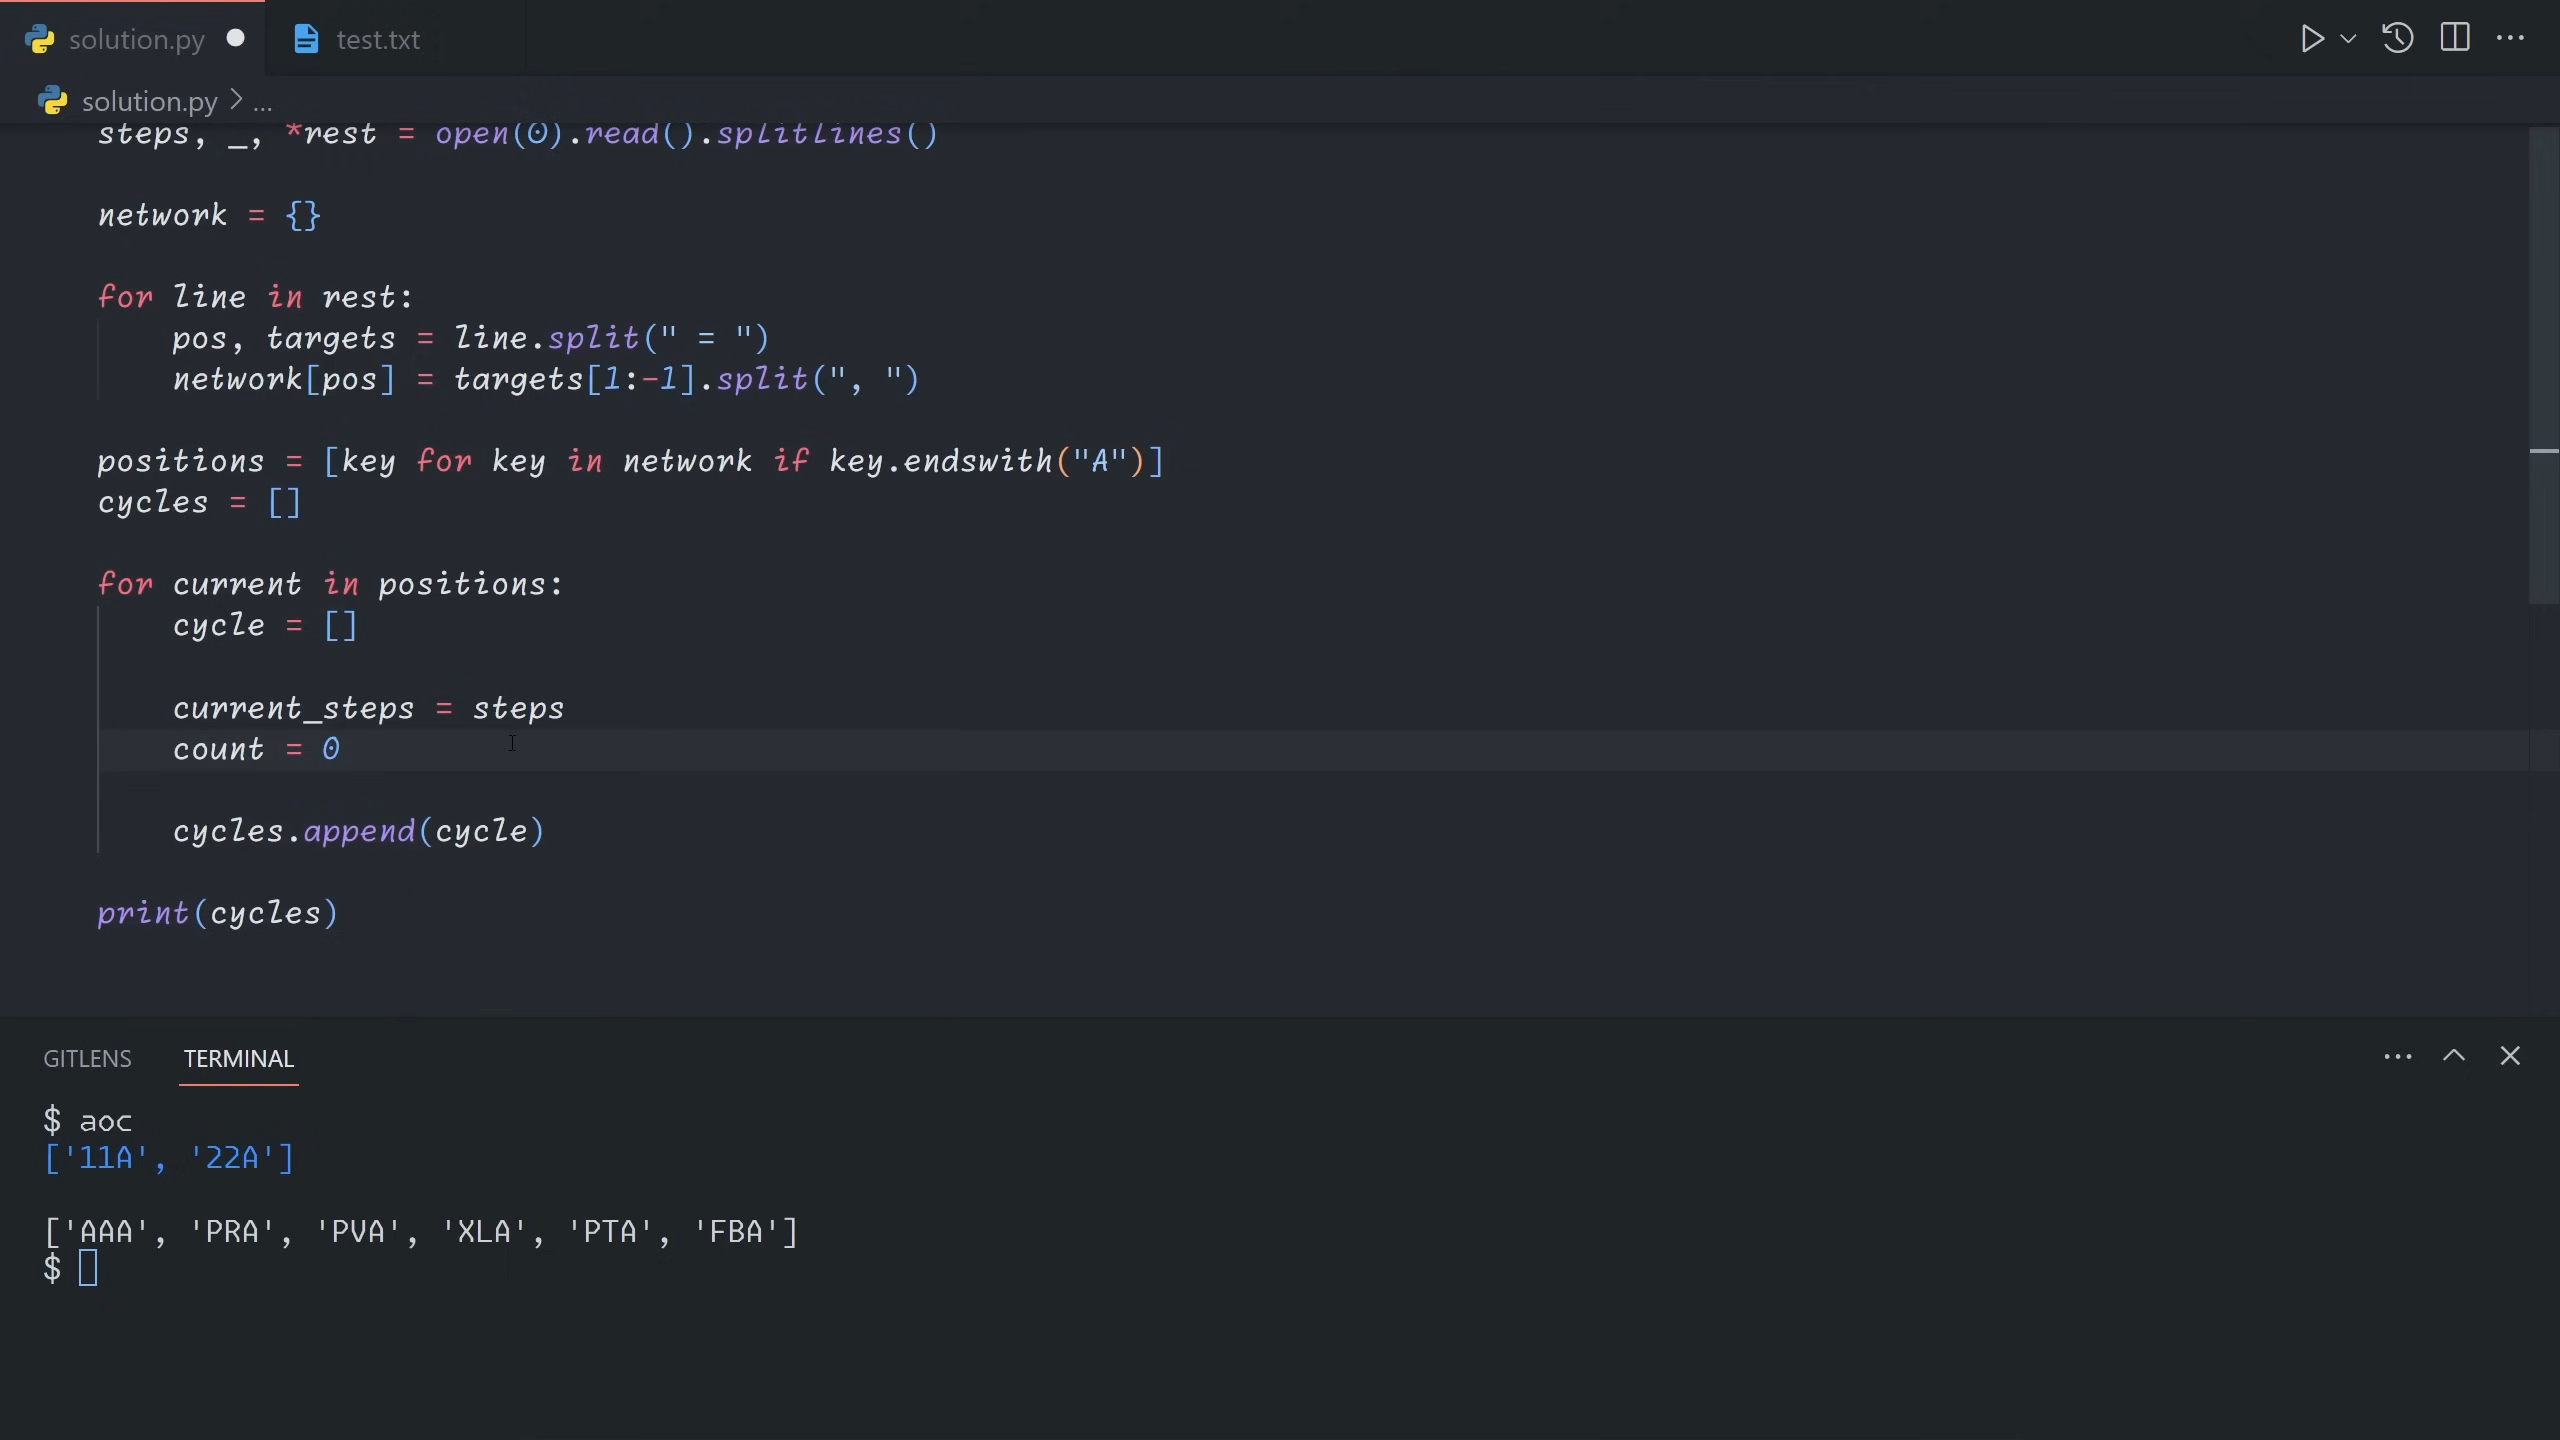 solution.py
test.txt
solution.py > ...
steps, _, *rest = open(0).read().splitlines()
network = {}
for line in rest:
pos, targets = line.split(" = ")
network[pos] = targets[1:-1].split(", ")
positions = [key for key in network if key.endswith("A")]
cycles = []
for current in positions:
cycle = []
current_steps = steps
count = 0
cycles.append(cycle)
print(cycles)
GITLENS
TERMINAL
$ aoc
['11A', '22A']
['AAA', 'PRA', 'PVA', 'XLA', 'PTA', 'FBA']
$